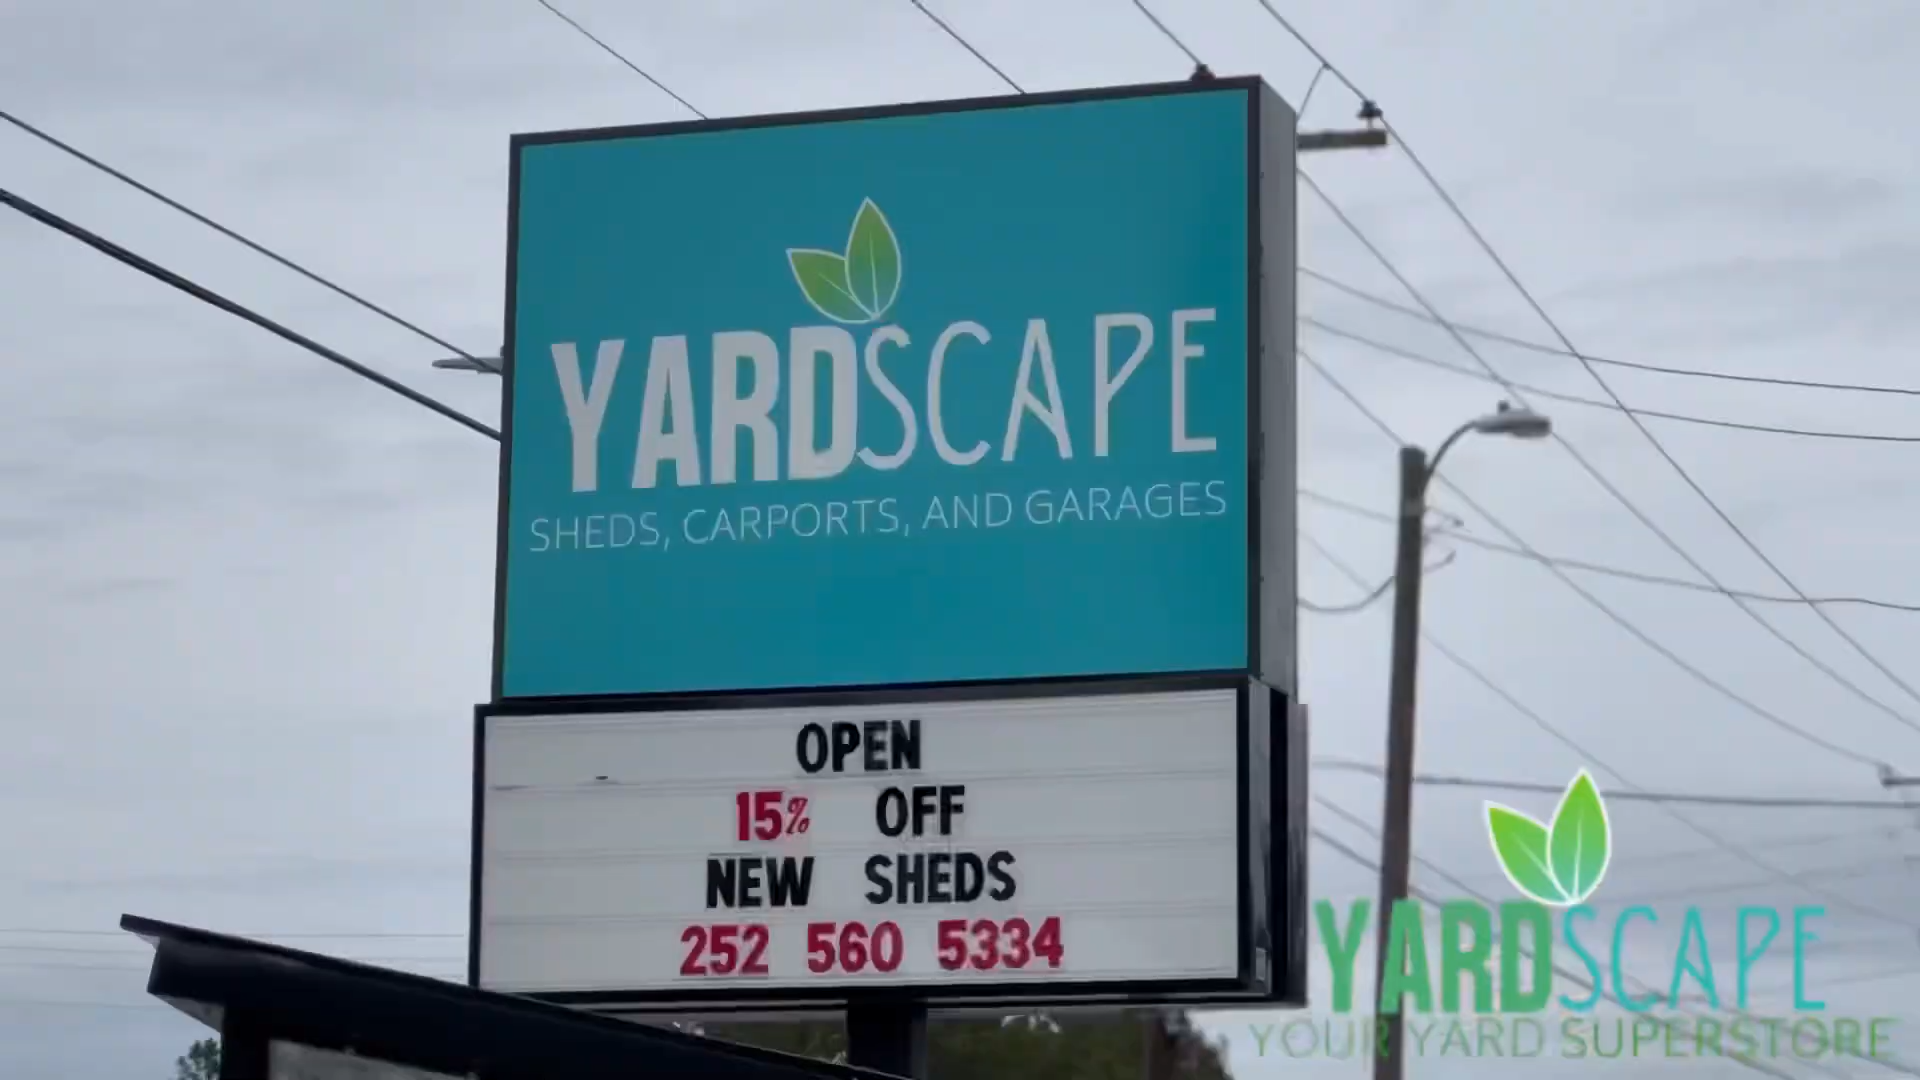 YARDSCAPE
SHEDS, CARPORTS, AND GARAGES
OPEN
15% OFF
NEW SHEDS
252 560 5334
YARDSCAPE
YOUR YARD SUPERSTORE